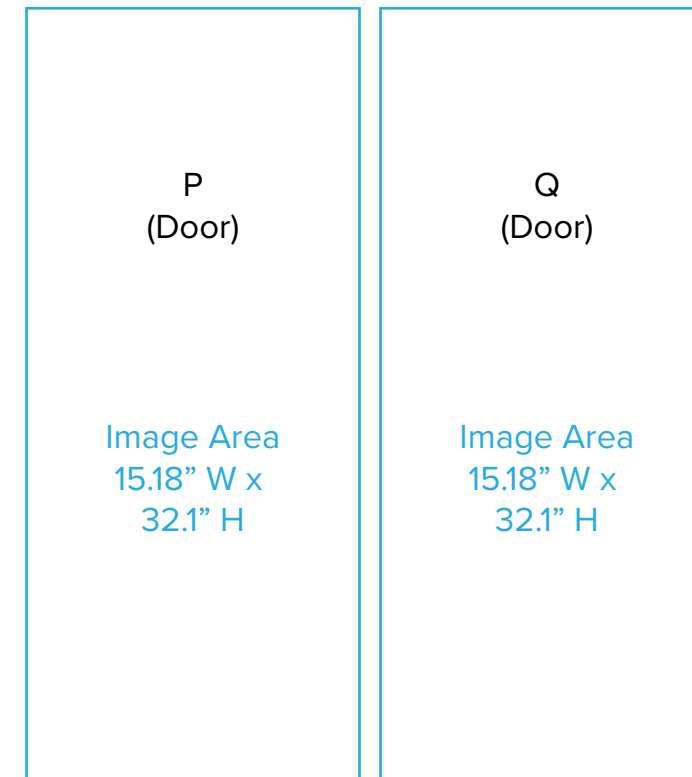 P
(Door)
Image Area
15.18” W x
32.1” H
Q
(Door)
Image Area
15.18” W x
32.1” H